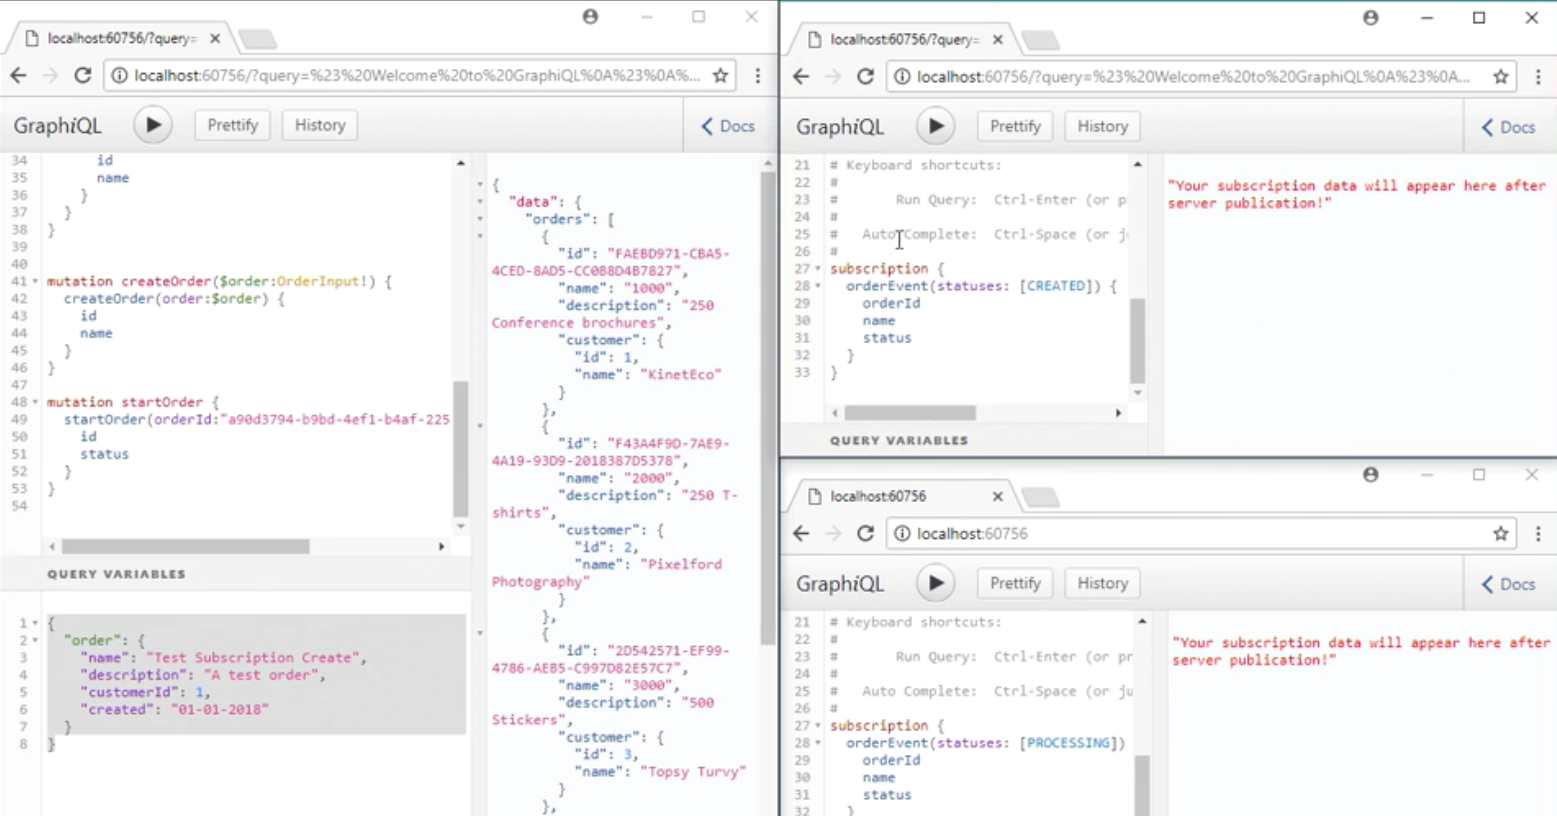 localhost:60756/?query=
localhost:60756/?query=%23%20Welcome%20to%20GraphiQL%0A%23%0A%...
GraphiQL
Prettify
History
Docs
34 id
35 name
36 }
37 }
38 }
39
40
41 mutation createOrder($order:OrderInput!) {
42 createOrder(order:$order) {
43 id
44 name
45 }
46 }
47
48 mutation startOrder {
49 startOrder(orderId:"a90d3794-b9bd-4ef1-b4af-225
50 id
51 status
52 }
53 }
54
QUERY VARIABLES
1 {
2 "order": {
3 "name": "Test Subscription Create",
4 "description": "A test order",
5 "customerId": 1,
6 "created": "01-01-2018"
7 }
8 }
{
"data": {
"orders": [
{
"id": "FAEBD971-CBA5-
4CED-8AD5-CC0B8D4B7827",
"name": "1000",
"description": "250
Conference brochures",
"customer": {
"id": 1,
"name": "KinetEco"
}
},
{
"id": "F43A4F9D-7AE9-
4A19-93D9-2018387D5378",
"name": "2000",
"description": "250 T-
shirts",
"customer": {
"id": 2,
"name": "Pixelford
Photography"
}
},
{
"id": "2D542571-EF99-
4786-AEB5-C997D82E57C7",
"name": "3000",
"description": "500
Stickers",
"customer": {
"id": 3,
"name": "Topsy Turvy"
}
},
localhost:60756/?query=
localhost:60756/?query=%23%20Welcome%20to%20GraphiQL%0A%23%0A...
GraphiQL
Prettify
History
Docs
21 # Keyboard shortcuts:
22 #
23 # Run Query: Ctrl-Enter (or p
24 #
25 # Auto Complete: Ctrl-Space (or j
26 #
27 subscription {
28 orderEvent(statuses: [CREATED]) {
29 orderId
30 name
31 status
32 }
33 }
QUERY VARIABLES
"Your subscription data will appear here after
server publication!"
localhost:60756
localhost:60756
GraphiQL
Prettify
History
Docs
21 # Keyboard shortcuts:
22 #
23 # Run Query: Ctrl-Enter (or pr
24 #
25 # Auto Complete: Ctrl-Space (or ju
26 #
27 subscription {
28 orderEvent(statuses: [PROCESSING])
29 orderId
30 name
31 status
32 }
"Your subscription data will appear here after
server publication!"